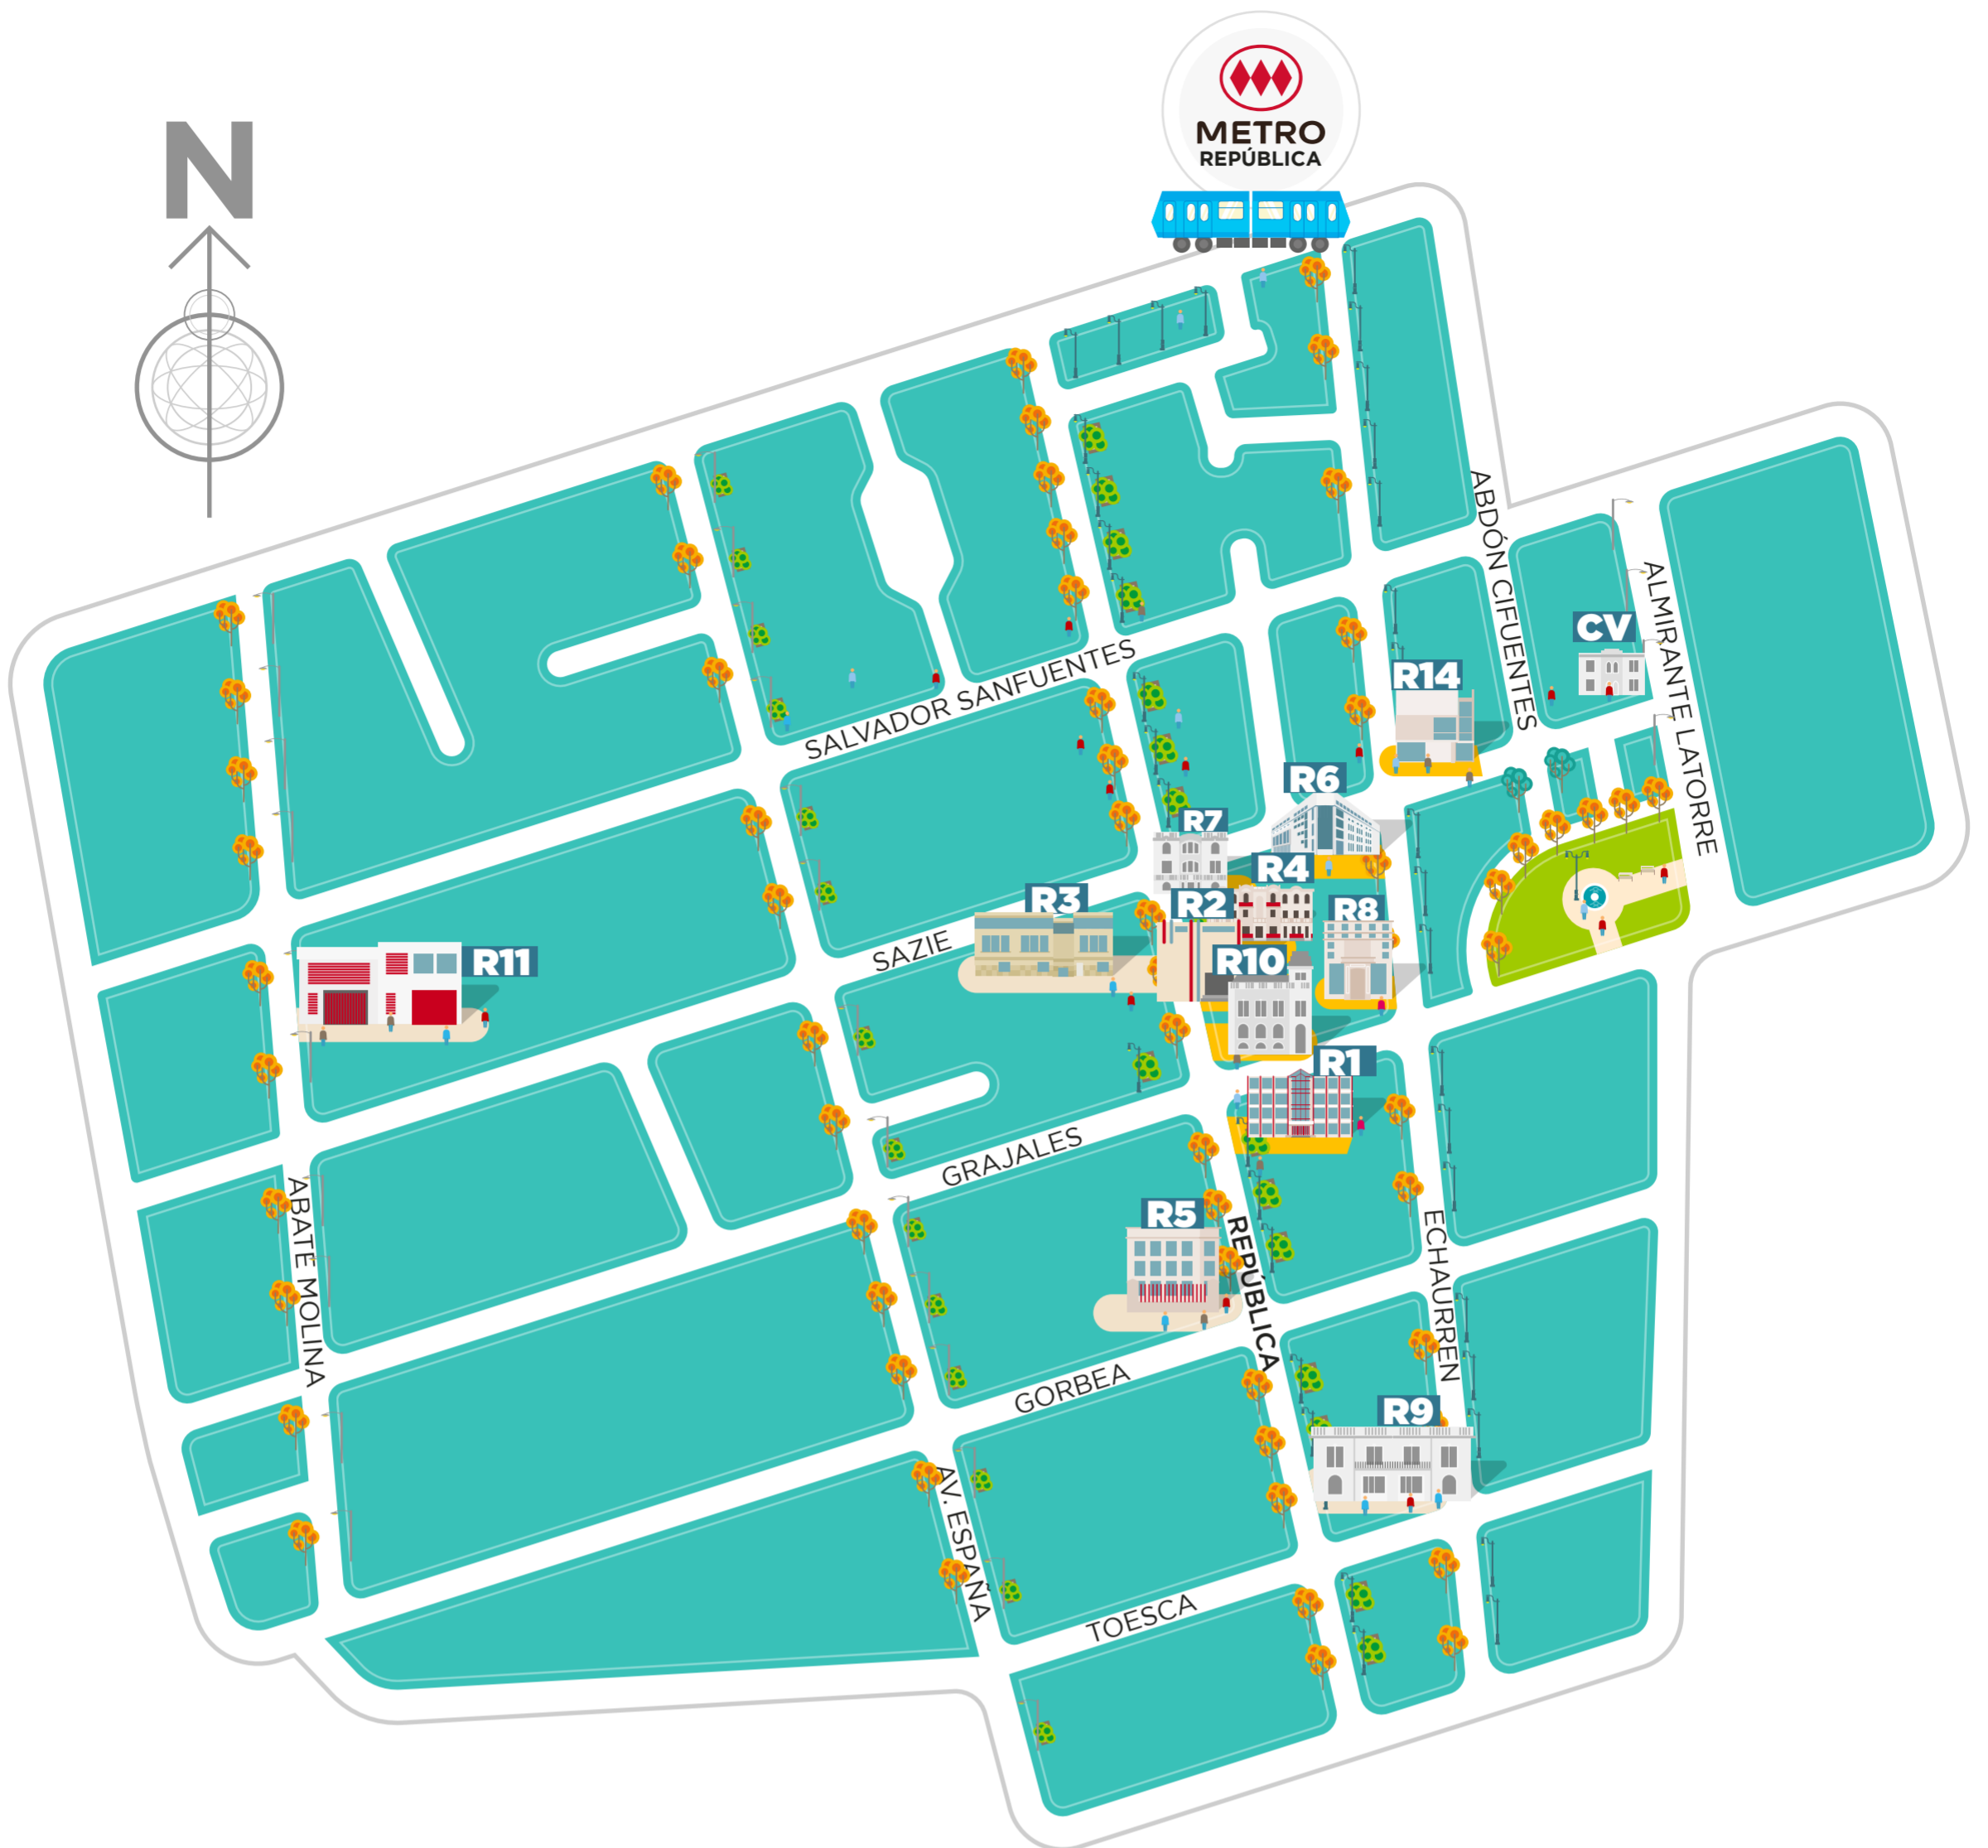 METRO
REPÚBLICA
N
ABDÓN CIFUENTES
ALMIRANTE LATORRE
CV
R14
SALVADOR SANFUENTES
R6
R7
R4
R3
R2
R8
SAZIE
R10
R11
R1
GRAJALES
ABATE MOLINA
R5
REPÚBLICA
ECHAURREN
GORBEA
R9
AV. ESPAÑA
TOESCA